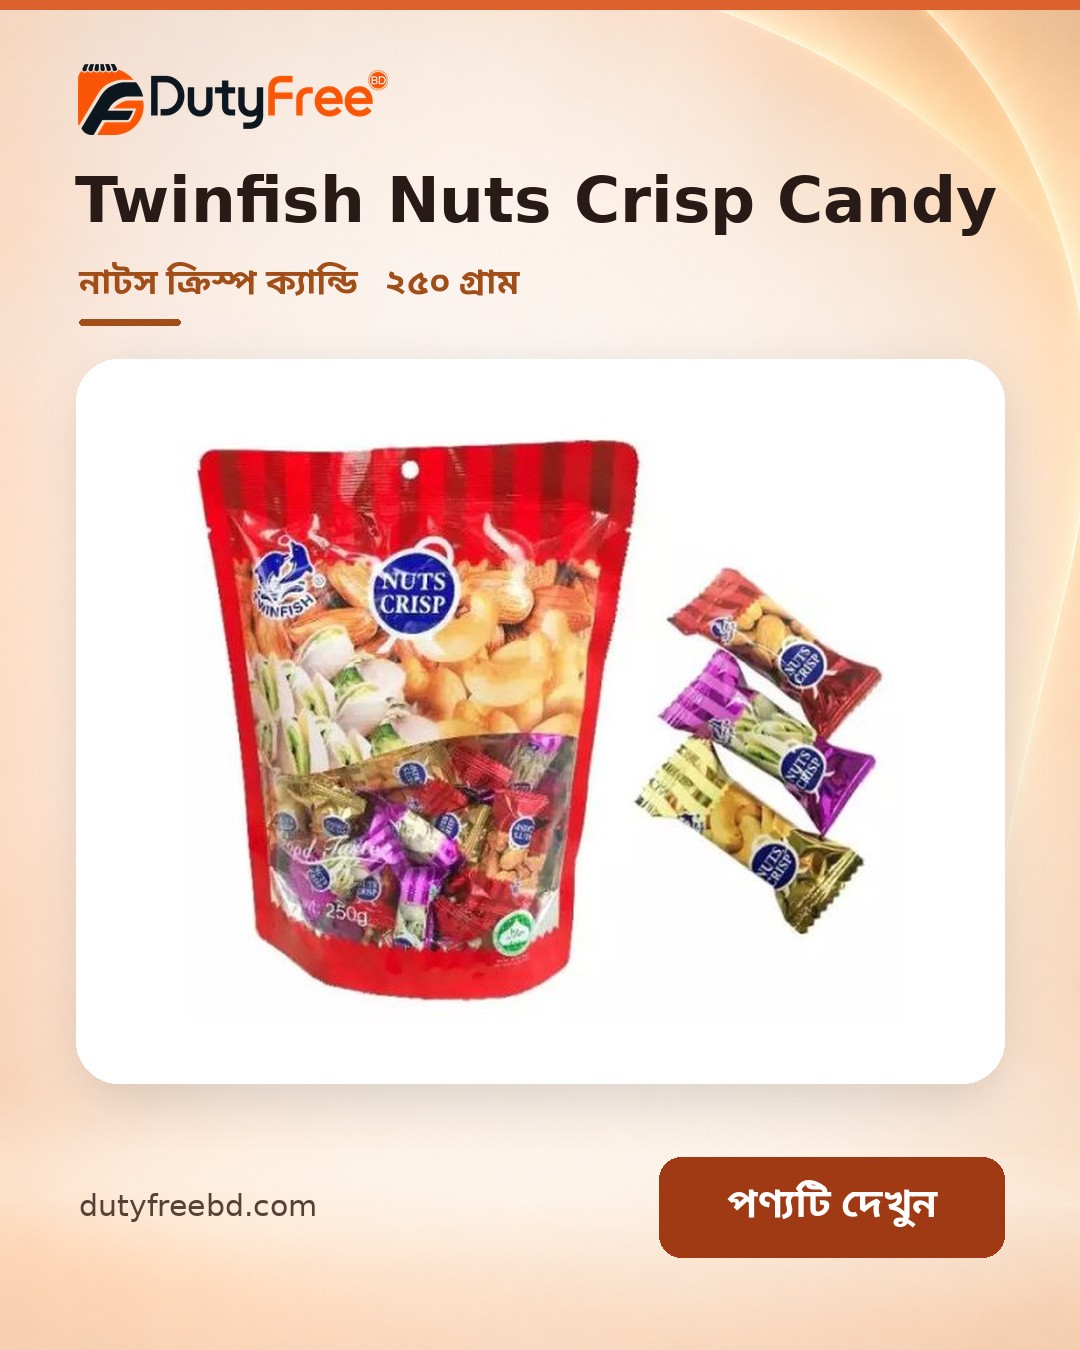 DutyFree BD
Twinfish Nuts Crisp Candy
নাটস ক্রিস্প ক্যান্ডি ২৫০ গ্রাম
NUTS
CRISP
TWINFISH
NUTS
CRISP
NUTS
CRISP
NUTS
CRISP
250g
dutyfreebd.com
পণ্যটি দেখুন